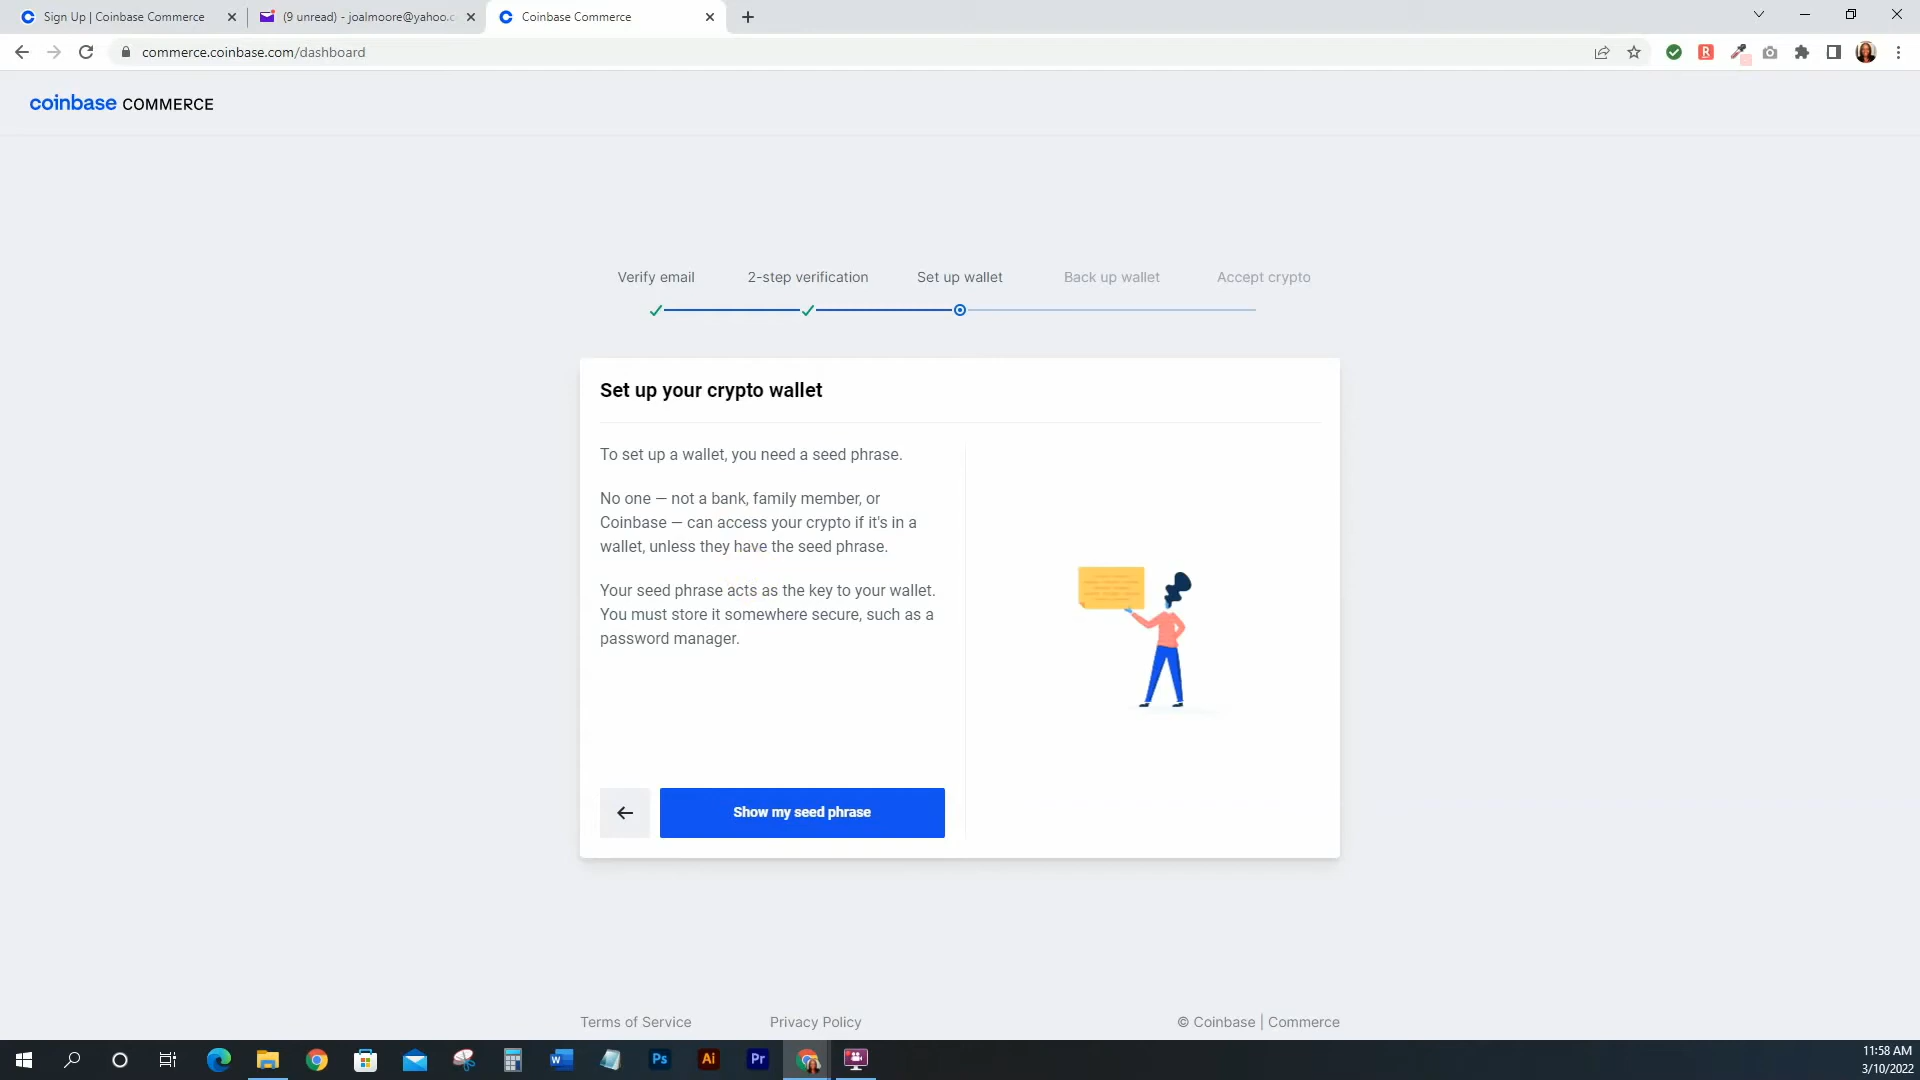 Sign Up | Coinbase Commerce
(9 unread) - joalmoore@yahoo.c
Coinbase Commerce
commerce.coinbase.com/dashboard
coinbase COMMERCE
Verify email
2-step verification
Set up wallet
Back up wallet
Accept crypto
Set up your crypto wallet
To set up a wallet, you need a seed phrase.
No one — not a bank, family member, or
Coinbase — can access your crypto if it's in a
wallet, unless they have the seed phrase.
Your seed phrase acts as the key to your wallet.
You must store it somewhere secure, such as a
password manager.
Show my seed phrase
Terms of Service
Privacy Policy
© Coinbase | Commerce
W
Ps
Ai
Pr
11:58 AM
3/10/2022